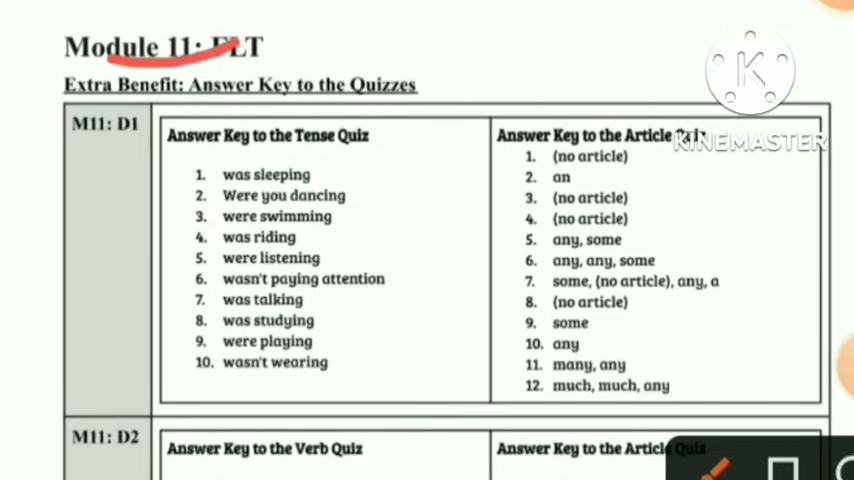 Module 11: ELT
Extra Benefit: Answer Key to the Quizzes
M11: D1
Answer Key to the Tense Quiz
1. was sleeping
2. Were you dancing
3. were swimming
4. was riding
5. were listening
6. wasn't paying attention
7. was talking
8. was studying
9. were playing
10. wasn't wearing
Answer Key to the Article Quiz
1. (no article)
2. an
3. (no article)
4. (no article)
5. any, some
6. any, any, some
7. some, (no article), any, a
8. (no article)
9. some
10. any
11. many, any
12. much, much, any
M11: D2
Answer Key to the Verb Quiz
Answer Key to the Article Quiz
K
KINEMASTER